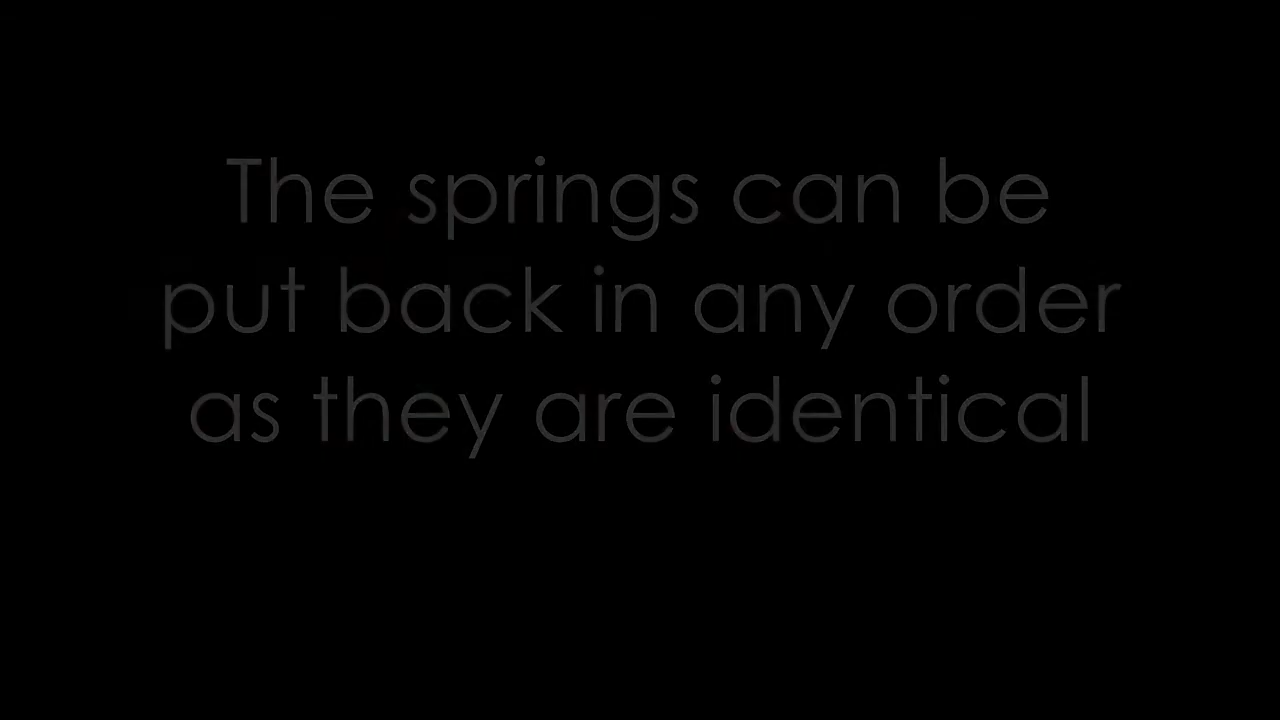 The springs can be
put back in any order
as they are identical